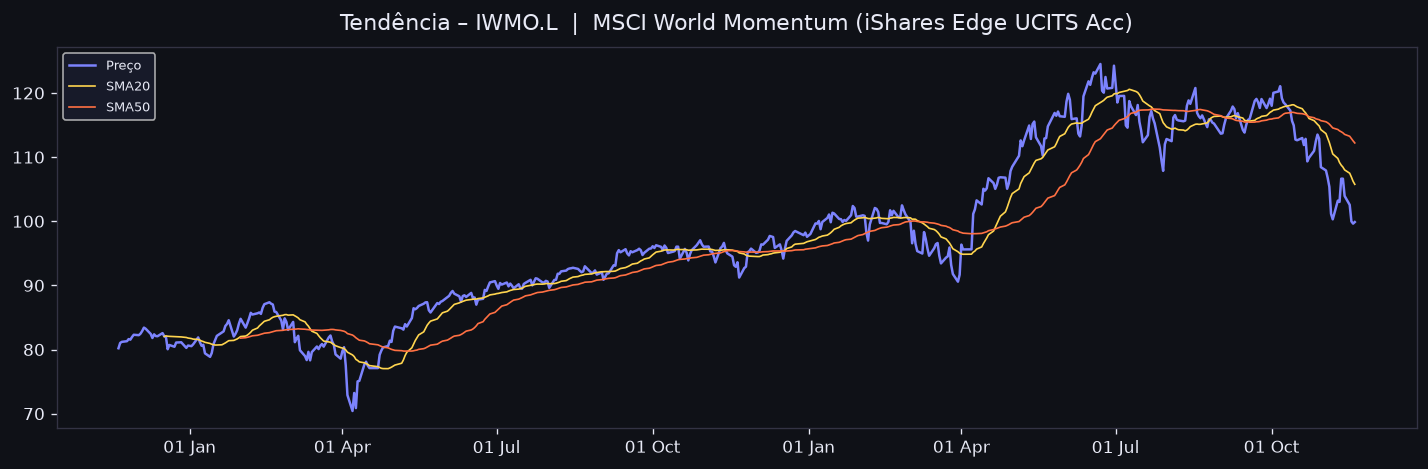 Tendência – IWMO.L | MSCI World Momentum (iShares Edge UCITS Acc)
Preço
SMA20
SMA50
120
110
100
90
80
70
01 Jan
01 Apr
01 Jul
01 Oct
01 Jan
01 Apr
01 Jul
01 Oct